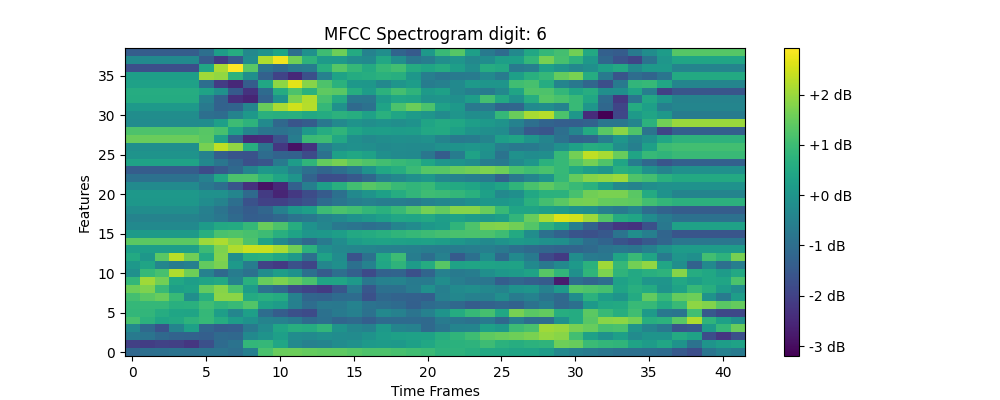 MFCC Spectrogram digit: 6
Features
35
30
25
20
15
10
5
0
0 5 10 15 20 25 30 35 40
Time Frames
+2 dB
+1 dB
+0 dB
-1 dB
-2 dB
-3 dB